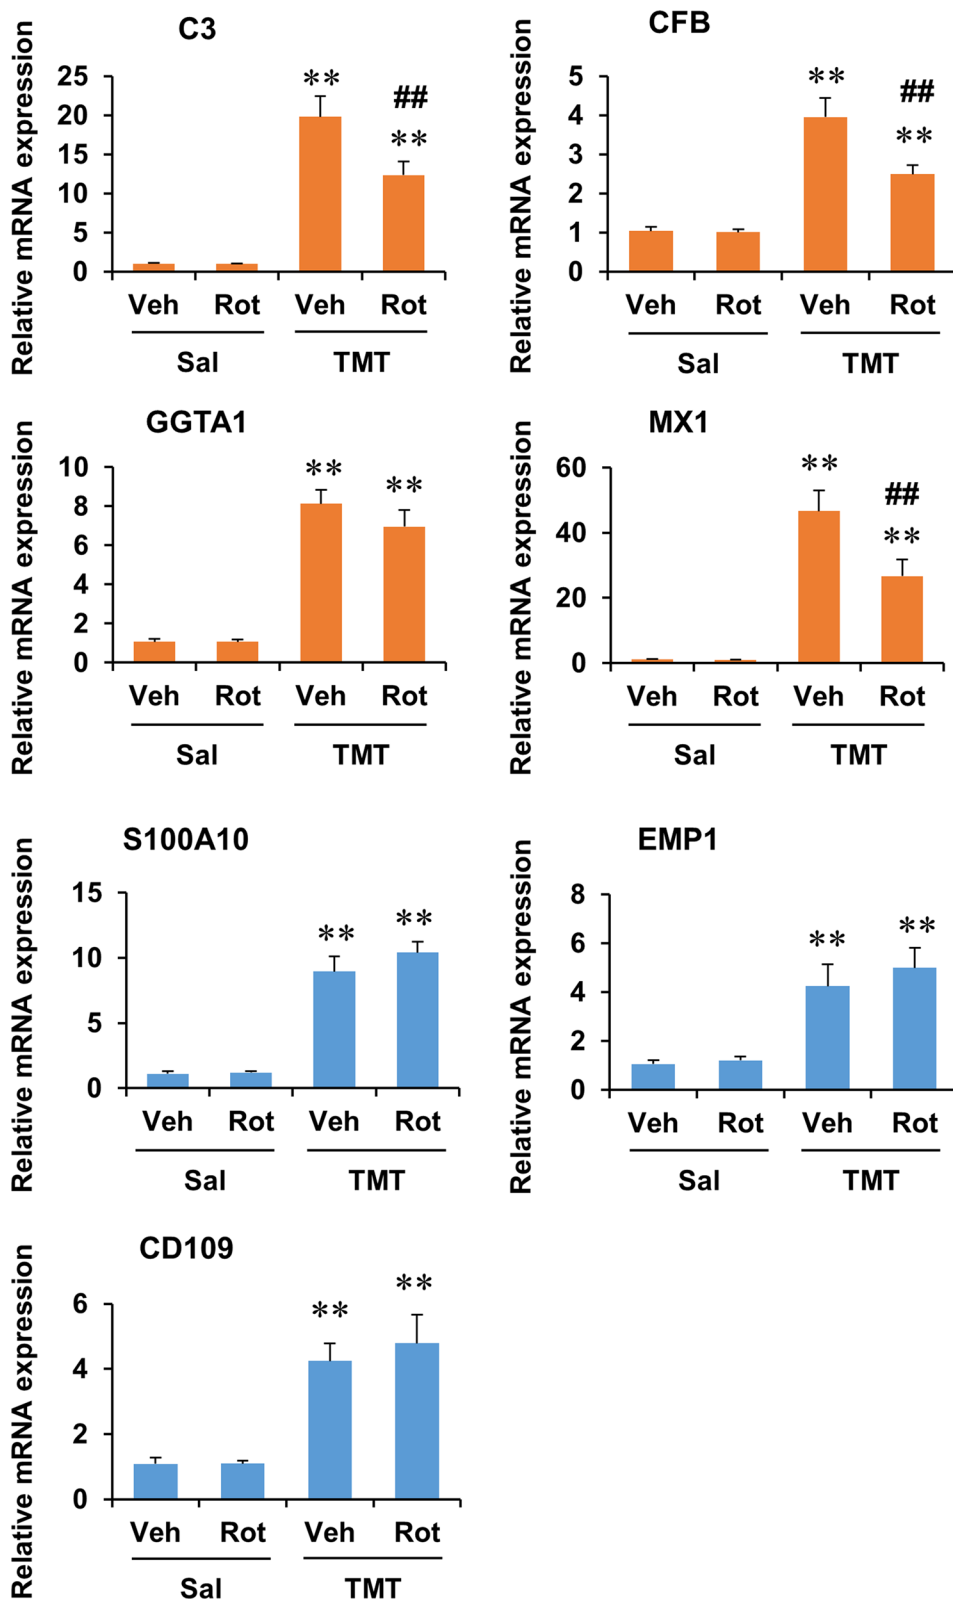 C3
Relative mRNA expression
25
20
15
10
5
0
**
##
**
Veh Rot Veh Rot
Sal TMT
CFB
Relative mRNA expression
5
4
3
2
1
0
**
##
**
Veh Rot Veh Rot
Sal TMT
GGTA1
Relative mRNA expression
10
8
6
4
2
0
**
**
Veh Rot Veh Rot
Sal TMT
MX1
Relative mRNA expression
60
40
20
0
**
##
**
Veh Rot Veh Rot
Sal TMT
S100A10
Relative mRNA expression
15
10
5
0
**
**
Veh Rot Veh Rot
Sal TMT
EMP1
Relative mRNA expression
8
6
4
2
0
**
**
Veh Rot Veh Rot
Sal TMT
CD109
Relative mRNA expression
6
4
2
0
**
**
Veh Rot Veh Rot
Sal TMT